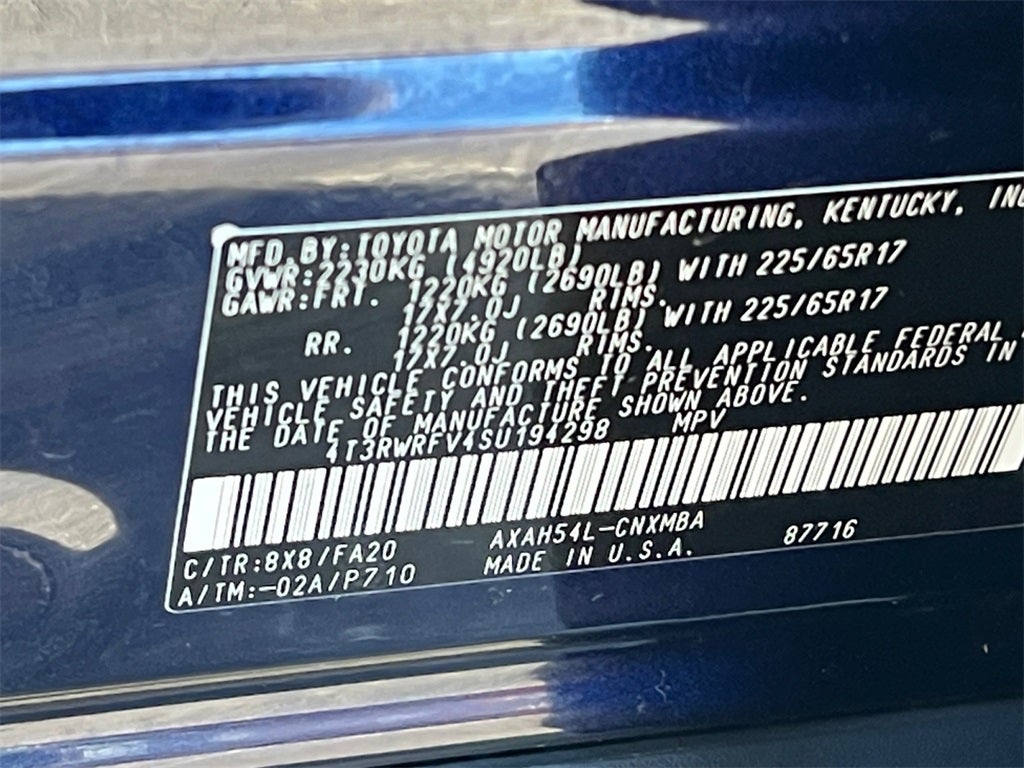 MFD.BY:TOYOTA MOTOR MANUFACTURING, KENTUCKY, INC
GVWR:2230KG (4920LB)
GAWR:FRT. 1220KG (2690LB) WITH 225/65R17
17X7.0J RIMS.
RR. 1220KG (2690LB) WITH 225/65R17
17X7.0J RIMS.
THIS VEHICLE CONFORMS TO ALL APPLICABLE FEDERAL
VEHICLE SAFETY AND THEFT PREVENTION STANDARDS IN
THE DATE OF MANUFACTURE SHOWN ABOVE.
4T3RWRFV4SU194298 MPV
C/TR:8X8/FA20 AXAH54L-CNXMBA 87716
A/TM:-02A/P710 MADE IN U.S.A.